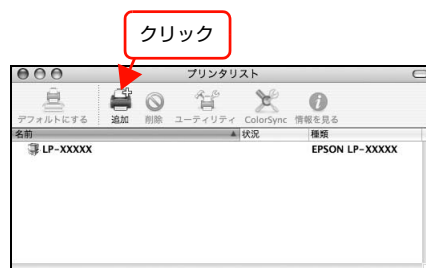 クリック
プリンタリスト
デフォルトにする 追加 削除 ユーティリティ ColorSync 情報を見る
名前 状況 種類
LP-XXXXX EPSON LP-XXXXX